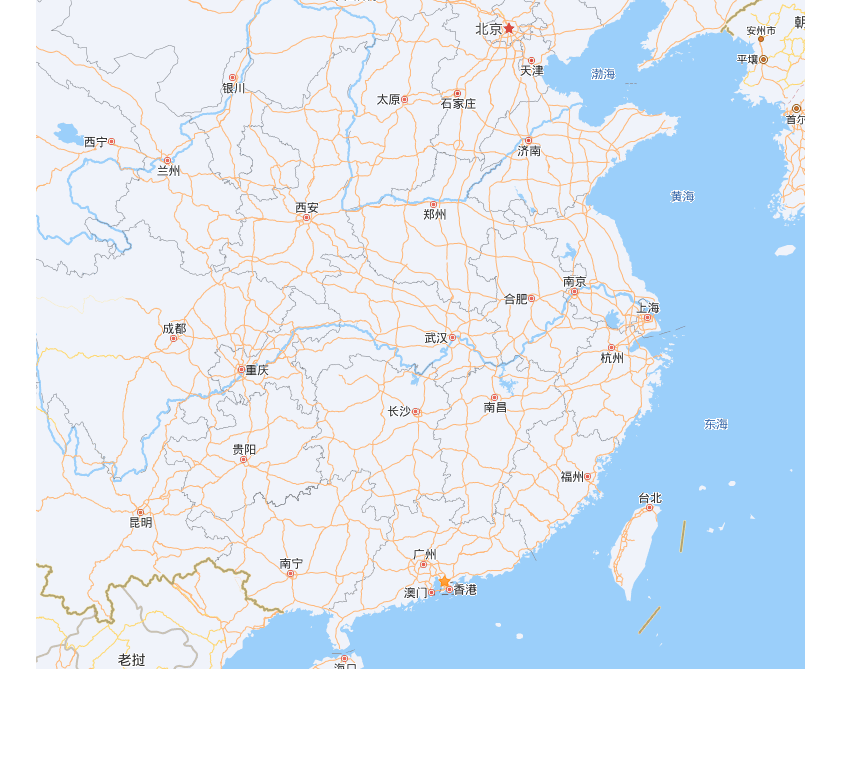 朝
北京
安州市
平壤
天津
渤海
银川
太原
石家庄
首尔
西宁
济南
兰州
黄海
西安
郑州
南京
合肥
上海
成都
武汉
杭州
重庆
长沙
南昌
东海
贵阳
福州
台北
昆明
广州
南宁
澳门
香港
老挝
海口